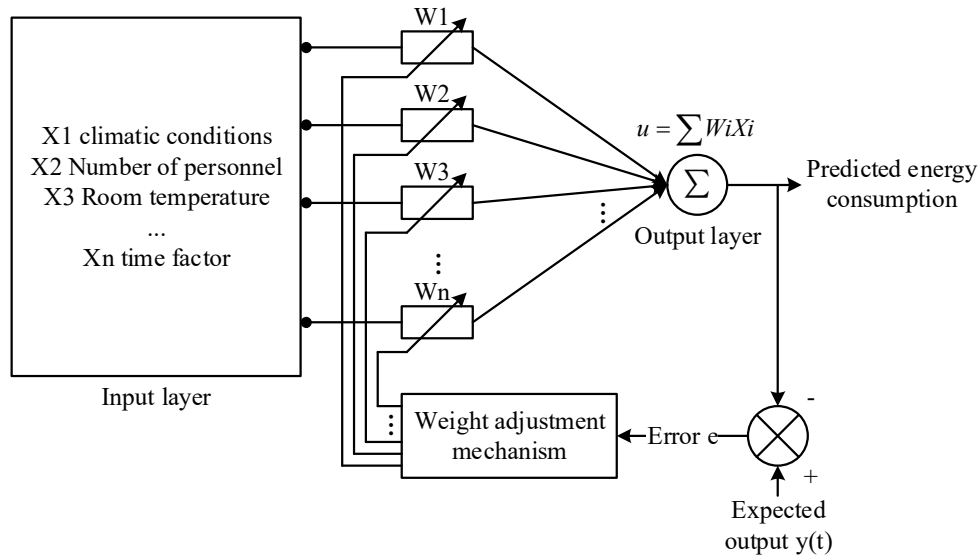 X1 climatic conditions
X2 Number of personnel
X3 Room temperature
...
Xn time factor
Input layer
W1
W2
W3
...
Wn
u = ∑ WiXi
∑
...
Output layer
Predicted energy
consumption
...
Weight adjustment
mechanism
Error e
-
+
Expected
output y(t)